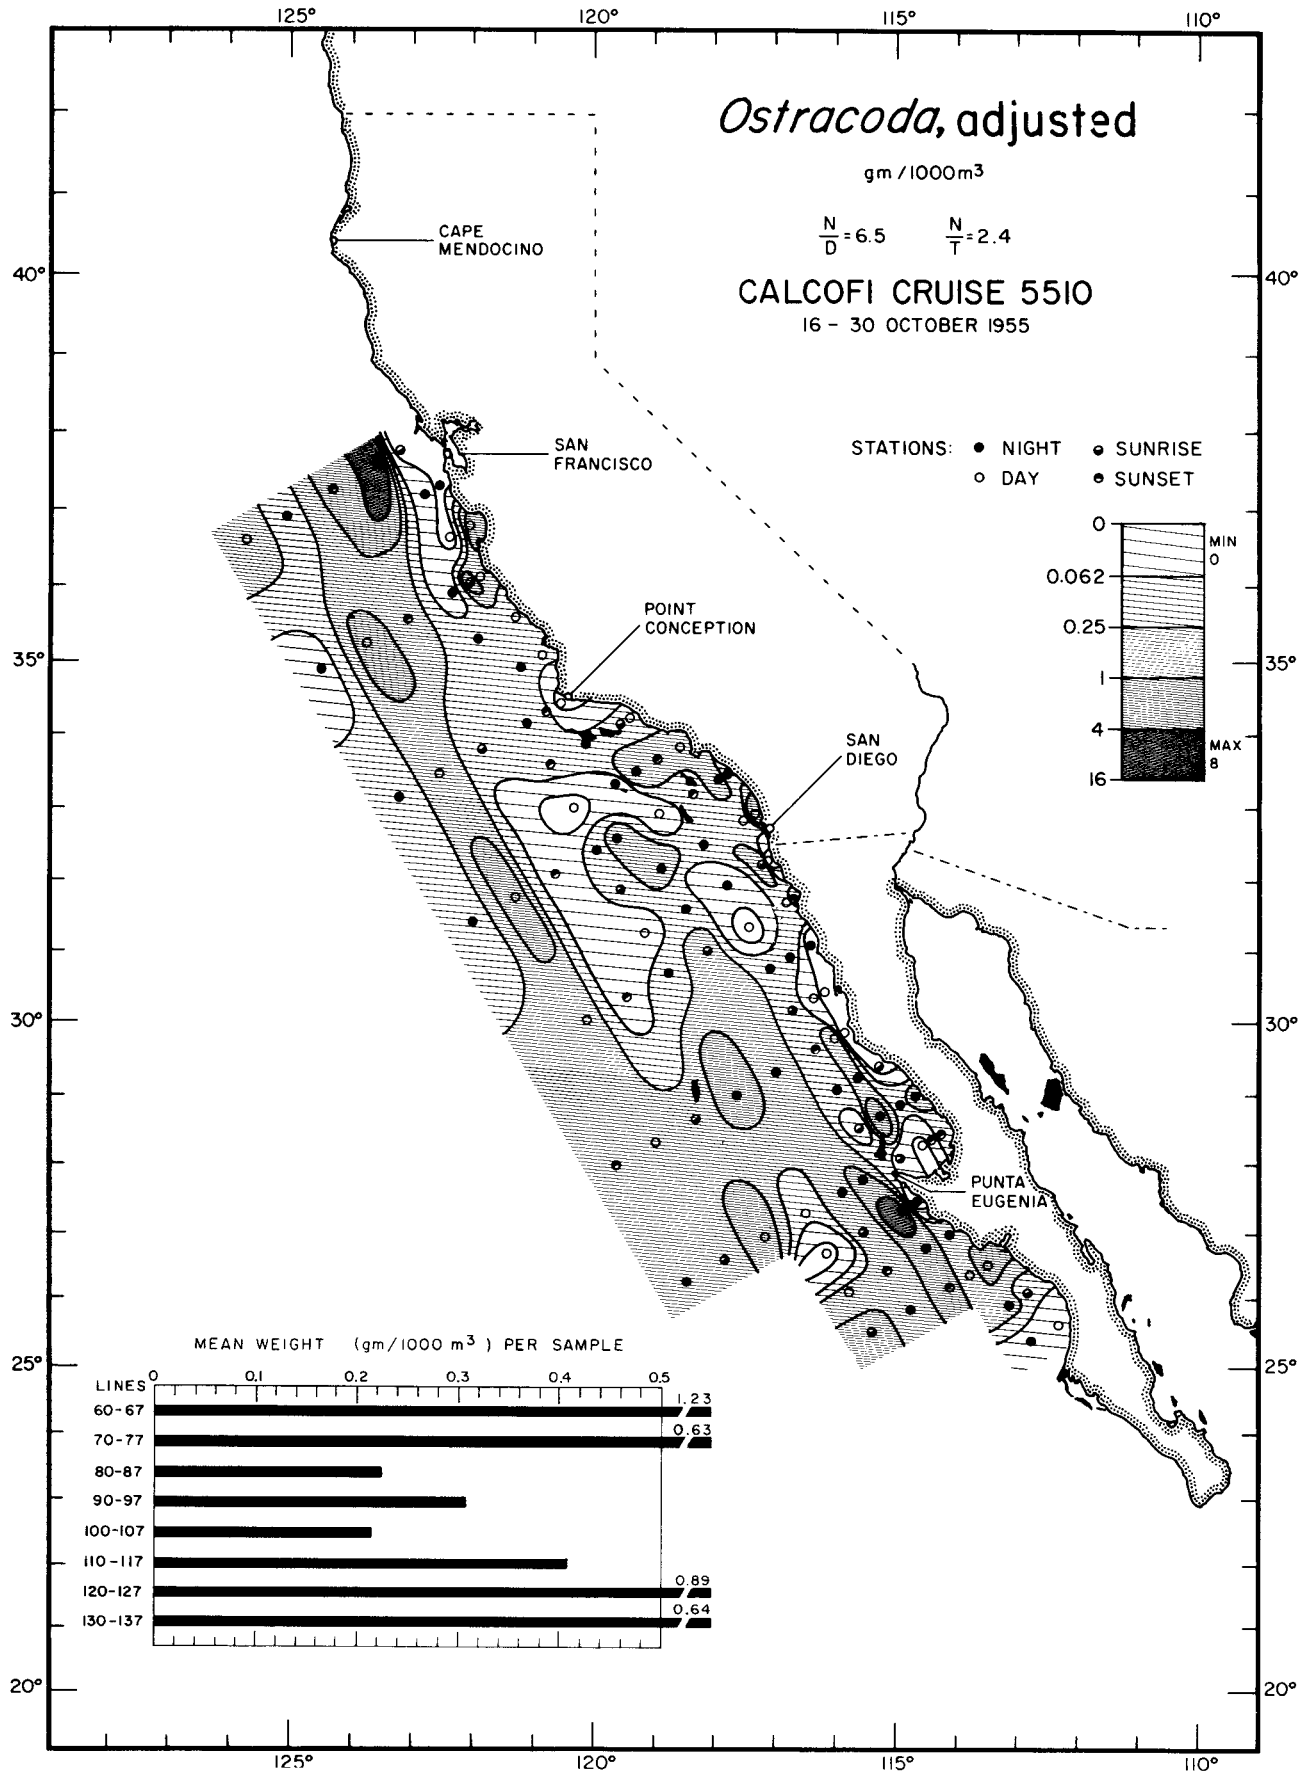 125° 120° 115° 110°
Ostracoda, adjusted
gm/1000m³
N/D=6.5 N/T=2.4
CALCOFI CRUISE 5510
16 – 30 OCTOBER 1955
CAPE
MENDOCINO
40° 40°
STATIONS: ● NIGHT SUNRISE
○ DAY SUNSET
SAN
FRANCISCO
0
MIN
0
0.062
0.25
1
4
MAX
8
16
POINT
CONCEPTION
35° 35°
SAN
DIEGO
30° 30°
PUNTA
EUGENIA
25° 25°
MEAN WEIGHT (gm/1000 m³) PER SAMPLE
LINES 0 0.1 0.2 0.3 0.4 0.5
60-67 1.23
70-77 0.63
80-87
90-97
100-107
110-117
120-127 0.89
130-137 0.64
20° 20°
125° 120° 115° 110°